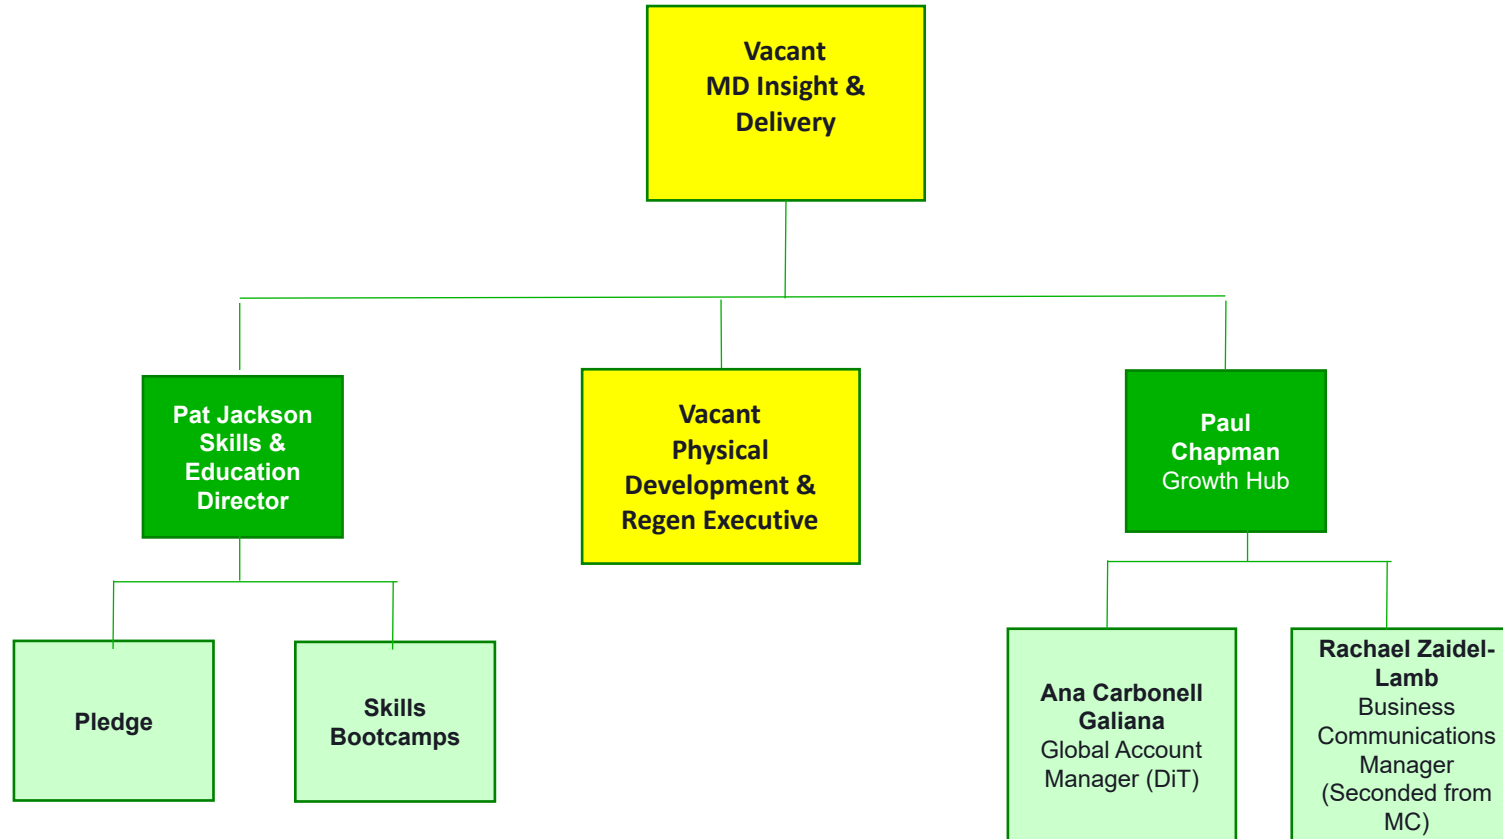 Vacant
MD Insight &
Delivery
Pat Jackson
Skills &
Education
Director
Vacant
Physical
Development &
Regen Executive
Paul
Chapman
Growth Hub
Pledge
Skills
Bootcamps
Ana Carbonell
Galiana
Global Account
Manager (DiT)
Rachael Zaidel-
Lamb
Business
Communications
Manager
(Seconded from
MC)